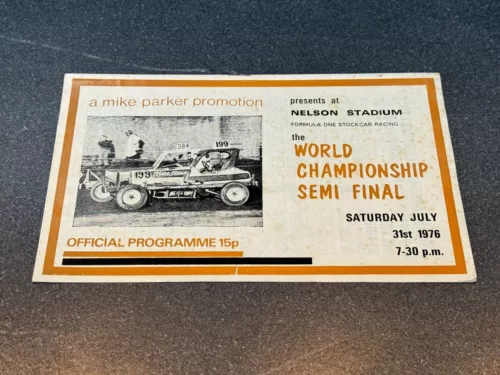 a mike parker promotion
384
199
199
OFFICIAL PROGRAMME 15p
presents at
NELSON STADIUM
FORMULA ONE STOCKCAR RACING
the
WORLD
CHAMPIONSHIP
SEMI FINAL
SATURDAY JULY
31st 1976
7-30 p.m.